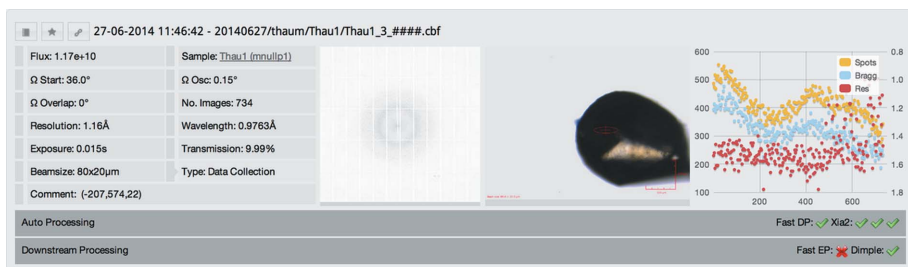 27-06-2014 11:46:42 - 20140627/thaum/Thau1/Thau1_3_####.cbf
Flux: 1.17e+10
Sample: Thau1 (mnullp1)
Ω Start: 36.0°
Ω Osc: 0.15°
Ω Overlap: 0°
No. Images: 734
Resolution: 1.16Å
Wavelength: 0.9763Å
Exposure: 0.015s
Transmission: 9.99%
Beamsize: 80x20μm
Type: Data Collection
Comment: (-207,574,22)
600
500
400
300
200
100
200
400
600
0.8
1.0
1.2
1.4
1.6
1.8
Spots
Bragg
Res
Auto Processing
Fast DP: Xia2:
Downstream Processing
Fast EP: Dimple: